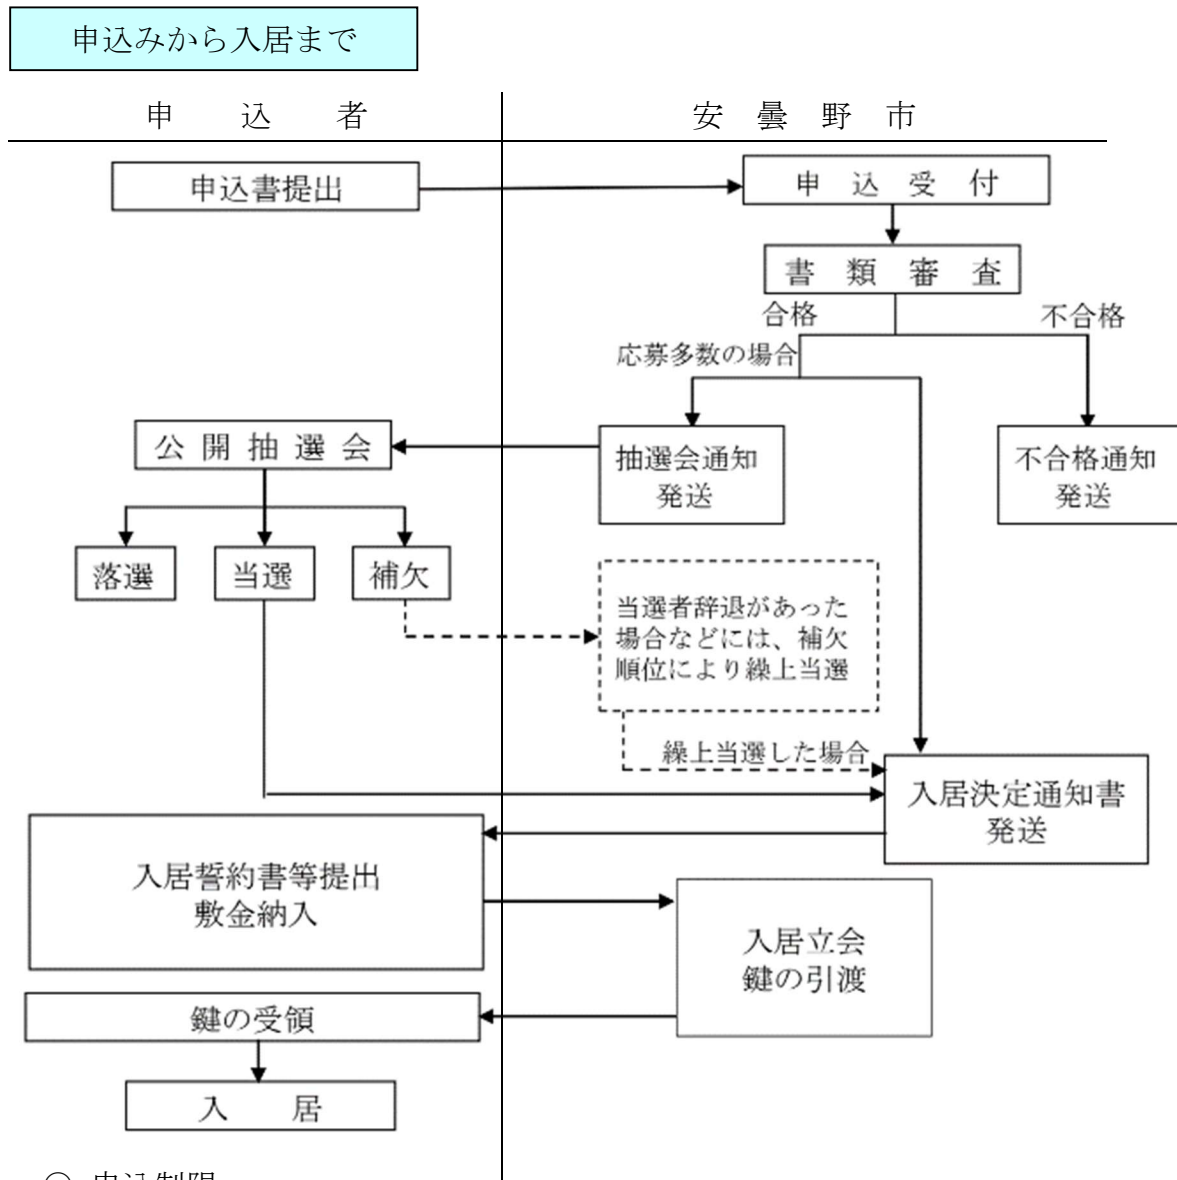 申込みから入居まで
申込者
安曇野市
申込書提出
申込受付
書類審査
合格
不合格
応募多数の場合
公開抽選会
抽選会通知
発送
不合格通知
発送
落選
当選
補欠
当選者辞退があった
場合などには、補欠
順位により繰上当選
繰上当選した場合
入居決定通知書
発送
入居誓約書等提出
敷金納入
入居立会
鍵の引渡
鍵の受領
入居